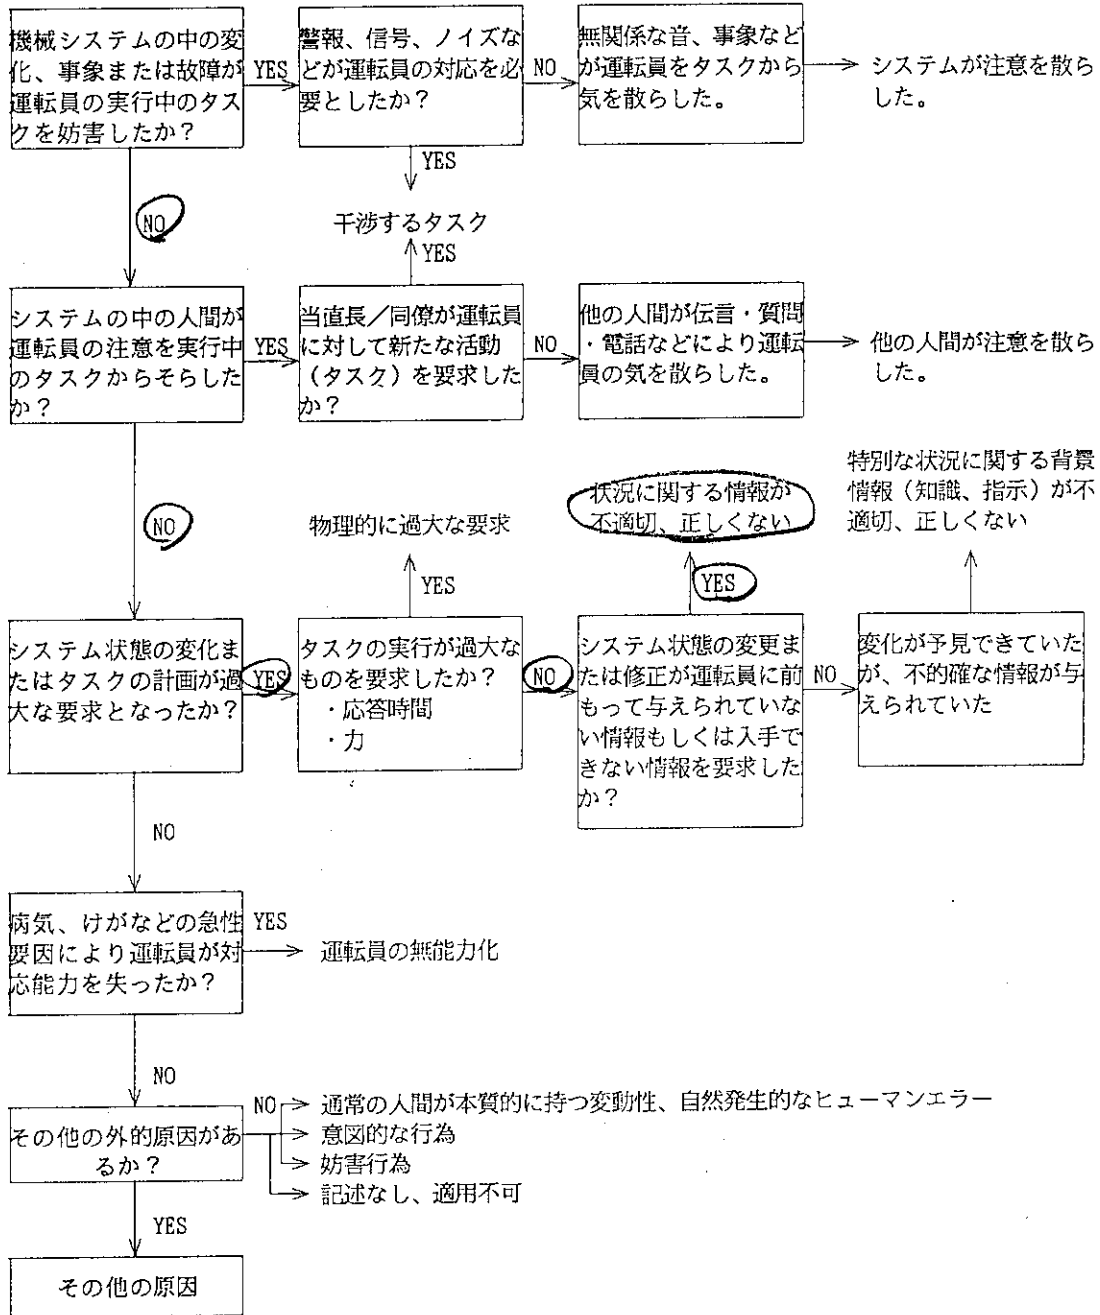 機械システムの中の変
化、事象または故障が
運転員の実行中のタス
クを妨害したか？
YES
警報、信号、ノイズな
どが運転員の対応を必
要としたか？
NO
無関係な音、事象など
が運転員をタスクから
気を散らした。
システムが注意を散ら
した。
YES
NO
干渉するタスク
YES
システムの中の人間が
運転員の注意を実行中
のタスクからそらした
か？
YES
当直長／同僚が運転員
に対して新たな活動
（タスク）を要求した
か？
NO
他の人間が伝言・質問
・電話などにより運転
員の気を散らした。
他の人間が注意を散ら
した。
NO
物理的に過大な要求
状況に関する情報が
不適切、正しくない
特別な状況に関する背景
情報（知識、指示）が不
適切、正しくない
YES
YES
システム状態の変化ま
たはタスクの計画が過
大な要求となったか？
YES
タスクの実行が過大な
ものを要求したか？
・応答時間
・力
NO
システム状態の変更ま
たは修正が運転員に前
もって与えられていな
い情報もしくは入手で
きない情報を要求した
か？
NO
変化が予見できていた
が、不的確な情報が与
えられていた
NO
病気、けがなどの急性
要因により運転員が対
応能力を失ったか？
YES
運転員の無能力化
NO
その他の外的原因があ
るか？
NO
通常の人間が本質的に持つ変動性、自然発生的なヒューマンエラー
意図的な行為
妨害行為
記述なし、適用不可
YES
その他の原因